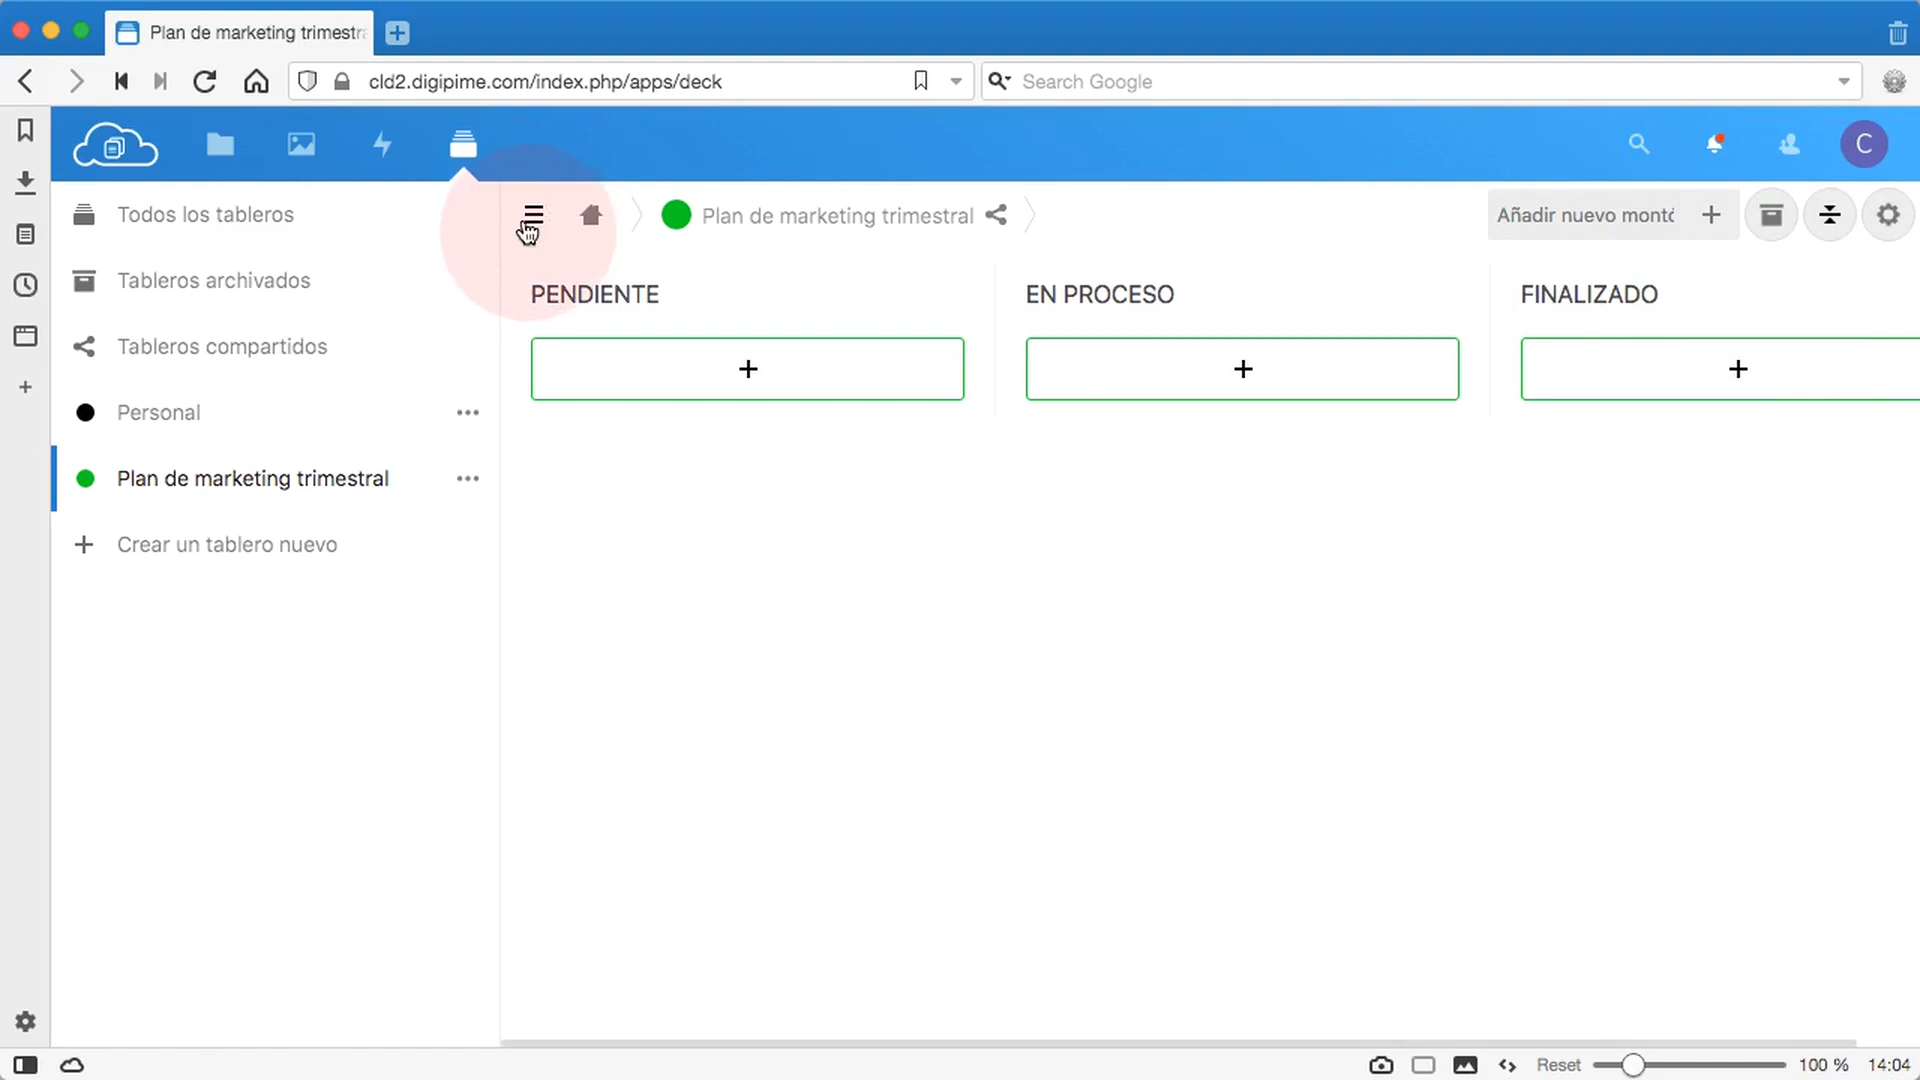 Plan de marketing trimestra
cld2.digipime.com/index.php/apps/deck
Search Google
C
Todos los tableros
Plan de marketing trimestral
Añadir nuevo montó
Tableros archivados
PENDIENTE
EN PROCESO
FINALIZADO
Tableros compartidos
Personal
Plan de marketing trimestral
Crear un tablero nuevo
Reset
100 %
14:04